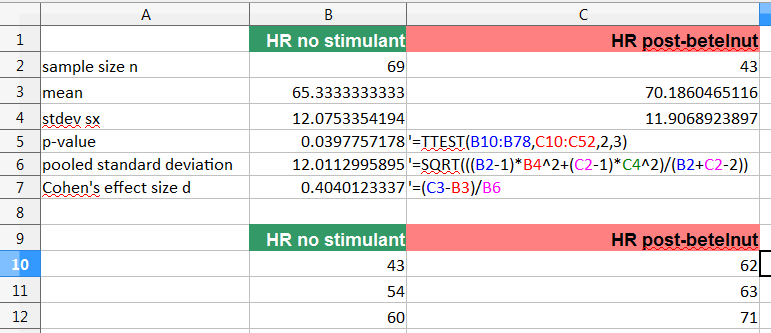 A B C
1 HR no stimulant HR post-betelnut
2 sample size n 69 43
3 mean 65.3333333333 70.1860465116
4 stdev sx 12.0753354194 11.9068923897
5 p-value 0.0397757178 '=TTEST(B10:B78,C10:C52,2,3)
6 pooled standard deviation 12.0112995895 '=SQRT(((B2-1)*B4^2+(C2-1)*C4^2)/(B2+C2-2))
7 Cohen's effect size d 0.4040123337 '=(C3-B3)/B6
8
9 HR no stimulant HR post-betelnut
10 43 62
11 54 63
12 60 71